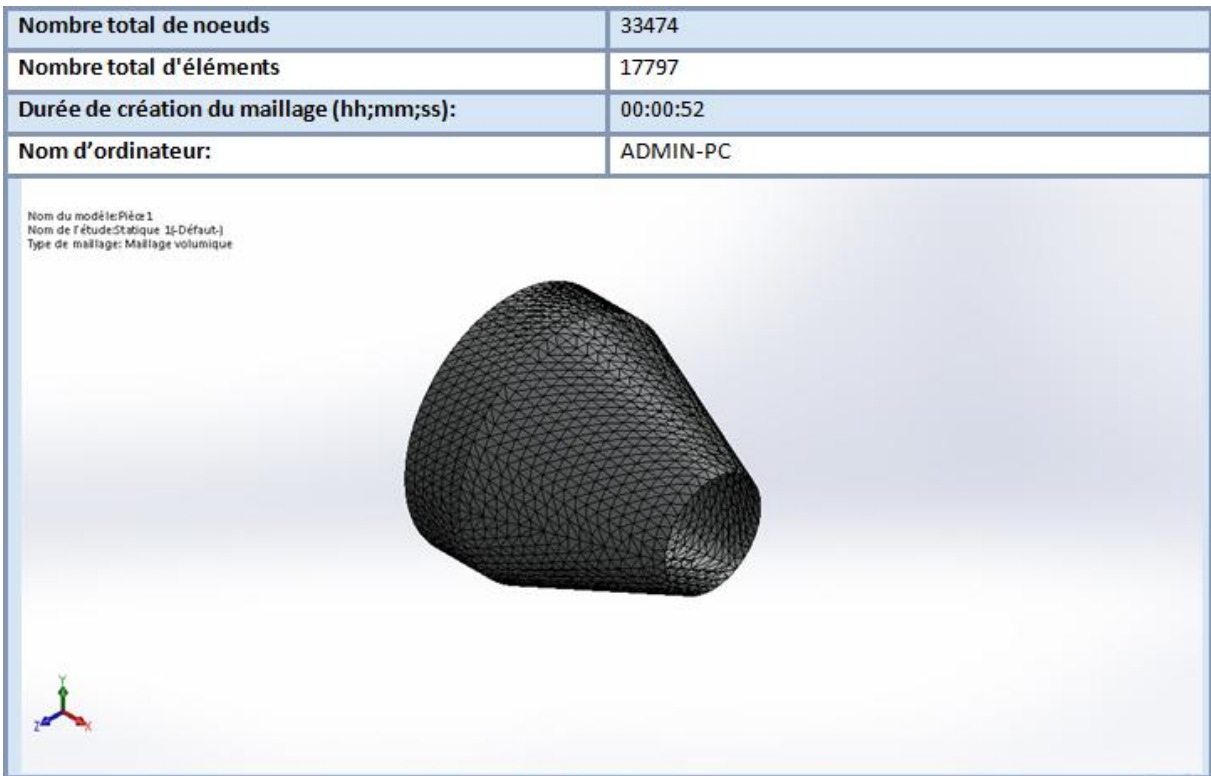 Nombre total de noeuds 33474
Nombre total d'éléments 17797
Durée de création du maillage (hh;mm;ss): 00:00:52
Nom d’ordinateur: ADMIN-PC
Nom du modèle:Pièce1
Nom de l'étude:Statique 1(-Défaut-)
Type de maillage: Maillage volumique
Y
Z
X